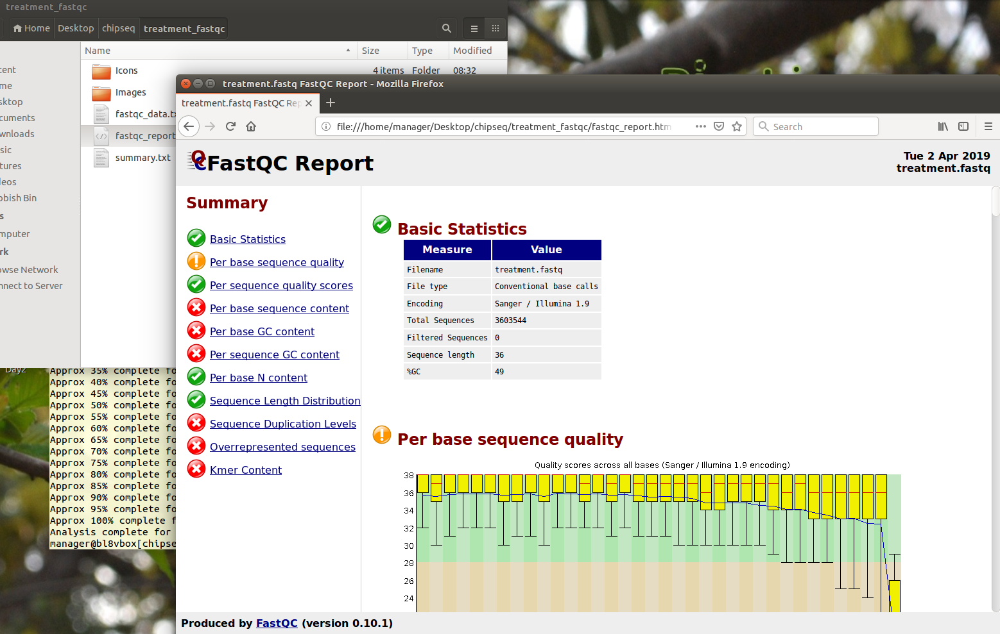 treatment_fastqc
Home Desktop chipseq treatment_fastqc
Name Size Type Modified
Icons 4 items Folder 08:32
Images
fastqc_data.tx
fastqc_report
summary.txt
cent
me
sktop
cuments
wnloads
sic
tures
deos
bbish Bin
s
mputer
rk
owse Network
nnect to Server
Day2
Approx 35% complete fo
Approx 40% complete fo
Approx 45% complete fo
Approx 50% complete fo
Approx 55% complete fo
Approx 60% complete fo
Approx 65% complete fo
Approx 70% complete fo
Approx 75% complete fo
Approx 80% complete fo
Approx 85% complete fo
Approx 90% complete fo
Approx 95% complete fo
Approx 100% complete f
Analysis complete for
manager@bl8vbox[chipse
treatment.fastq FastQC Report - Mozilla Firefox
treatment.fastq FastQC Rep
file:///home/manager/Desktop/chipseq/treatment_fastqc/fastqc_report.htm
Search
FastQC Report
Tue 2 Apr 2019
treatment.fastq
Summary
Basic Statistics
Per base sequence quality
Per sequence quality scores
Per base sequence content
Per base GC content
Per sequence GC content
Per base N content
Sequence Length Distribution
Sequence Duplication Levels
Overrepresented sequences
Kmer Content
Basic Statistics
Measure Value
Filename treatment.fastq
File type Conventional base calls
Encoding Sanger / Illumina 1.9
Total Sequences 3603544
Filtered Sequences 0
Sequence length 36
%GC 49
Per base sequence quality
Quality scores across all bases (Sanger / Illumina 1.9 encoding)
38
36
34
32
30
28
26
24
Produced by FastQC (version 0.10.1)